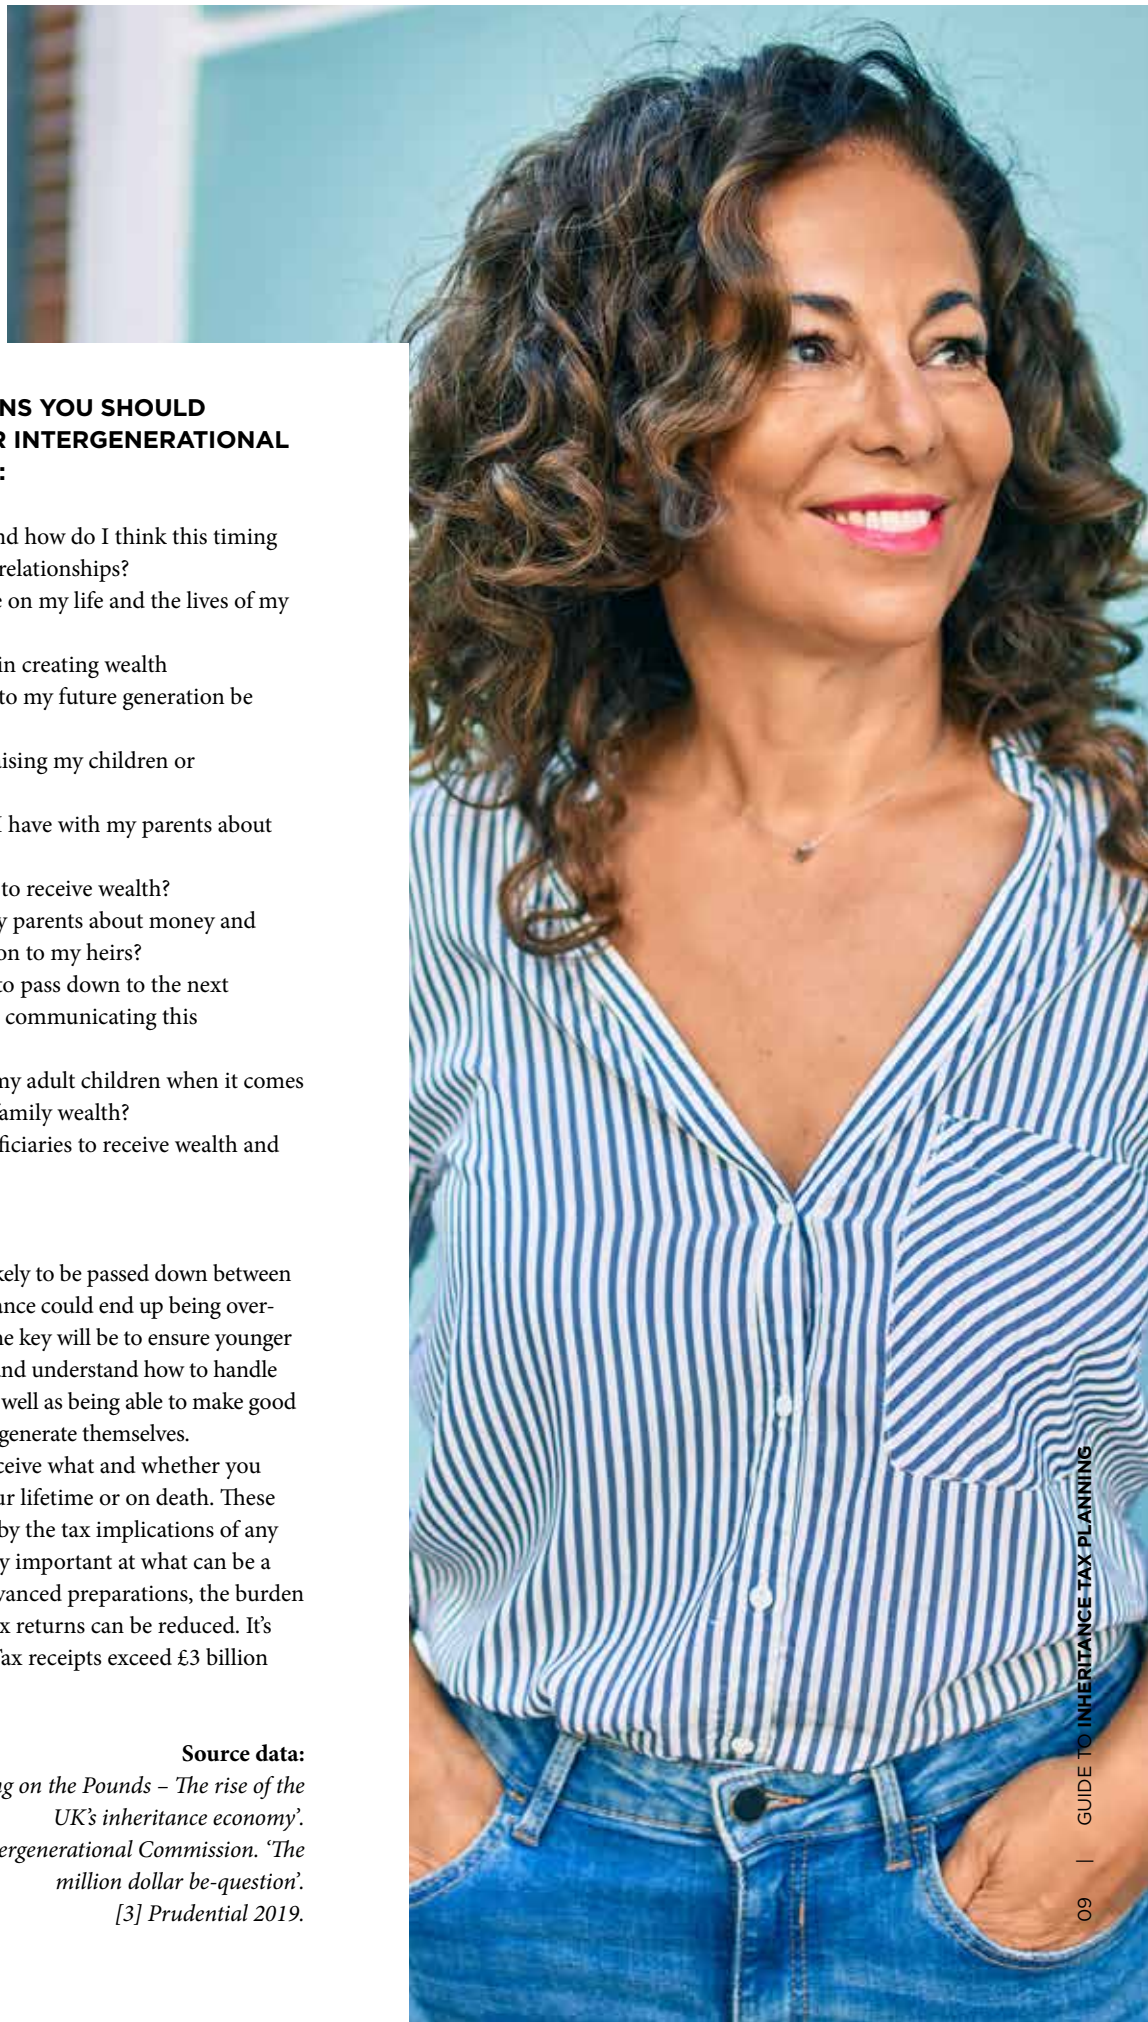 NS YOU SHOULD
R INTERGENERATIONAL
:
nd how do I think this timing
relationships?
e on my life and the lives of my
in creating wealth
to my future generation be
ising my children or
I have with my parents about
to receive wealth?
y parents about money and
on to my heirs?
to pass down to the next
communicating this
my adult children when it comes
family wealth?
ficiaries to receive wealth and
kely to be passed down between
ance could end up being over-
he key will be to ensure younger
and understand how to handle
well as being able to make good
generate themselves.
ceive what and whether you
ur lifetime or on death. These
by the tax implications of any
y important at what can be a
vanced preparations, the burden
x returns can be reduced. It’s
Tax receipts exceed £3 billion
Source data:
ng on the Pounds – The rise of the
UK’s inheritance economy’.
ergenerational Commission. ‘The
million dollar be-question’.
[3] Prudential 2019.
09 | GUIDE TO INHERITANCE TAX PLANNING